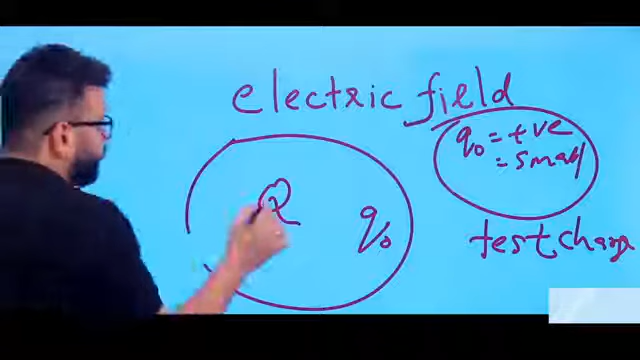 electric field
q₀ = +ve
= small
Q
q₀
test charge